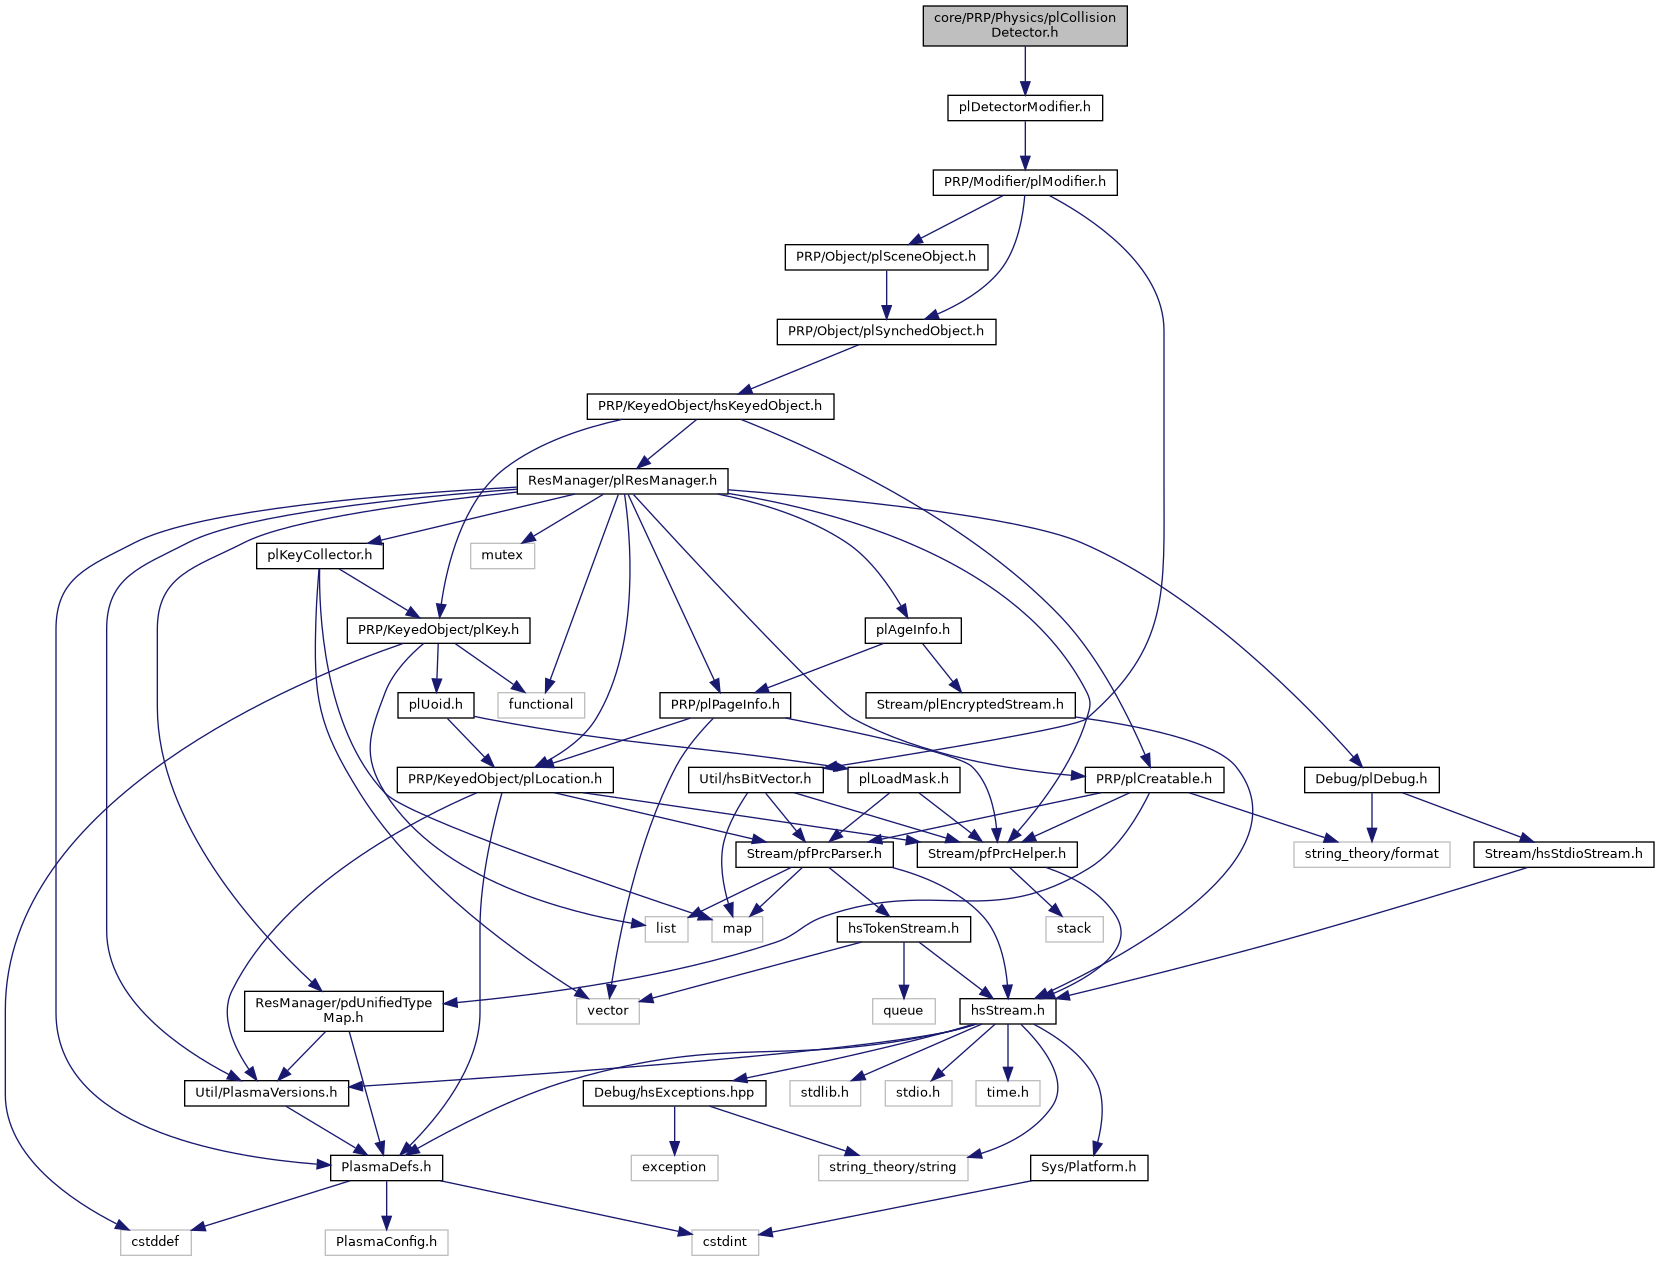 core/PRP/Physics/plCollision
Detector.h
plDetectorModifier.h
PRP/Modifier/plModifier.h
PRP/Object/plSceneObject.h
PRP/Object/plSynchedObject.h
PRP/KeyedObject/hsKeyedObject.h
ResManager/plResManager.h
plKeyCollector.h
mutex
PRP/KeyedObject/plKey.h
plAgeInfo.h
plUoid.h
functional
PRP/plPageInfo.h
Stream/plEncryptedStream.h
PRP/KeyedObject/plLocation.h
Util/hsBitVector.h
plLoadMask.h
PRP/plCreatable.h
Debug/plDebug.h
Stream/pfPrcParser.h
Stream/pfPrcHelper.h
string_theory/format
Stream/hsStdioStream.h
list
map
hsTokenStream.h
stack
ResManager/pdUnifiedType
Map.h
vector
queue
hsStream.h
Util/PlasmaVersions.h
Debug/hsExceptions.hpp
stdlib.h
stdio.h
time.h
PlasmaDefs.h
exception
string_theory/string
Sys/Platform.h
cstddef
PlasmaConfig.h
cstdint